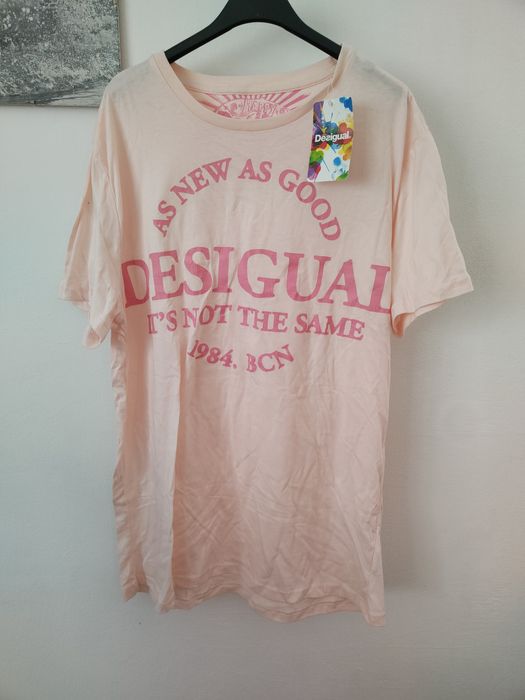 Desigual.
AS NEW AS GOOD
DESIGUAL
IT'S NOT THE SAME
1984. BCN